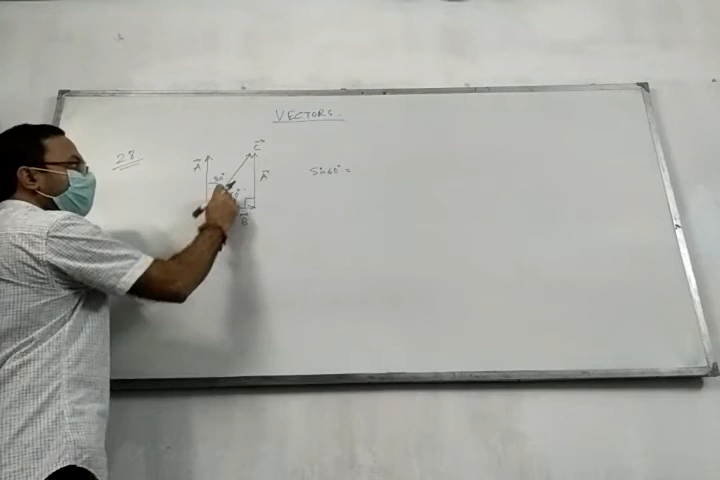 VECTORS.
28
C
A
A
30°
Sin60° =
B